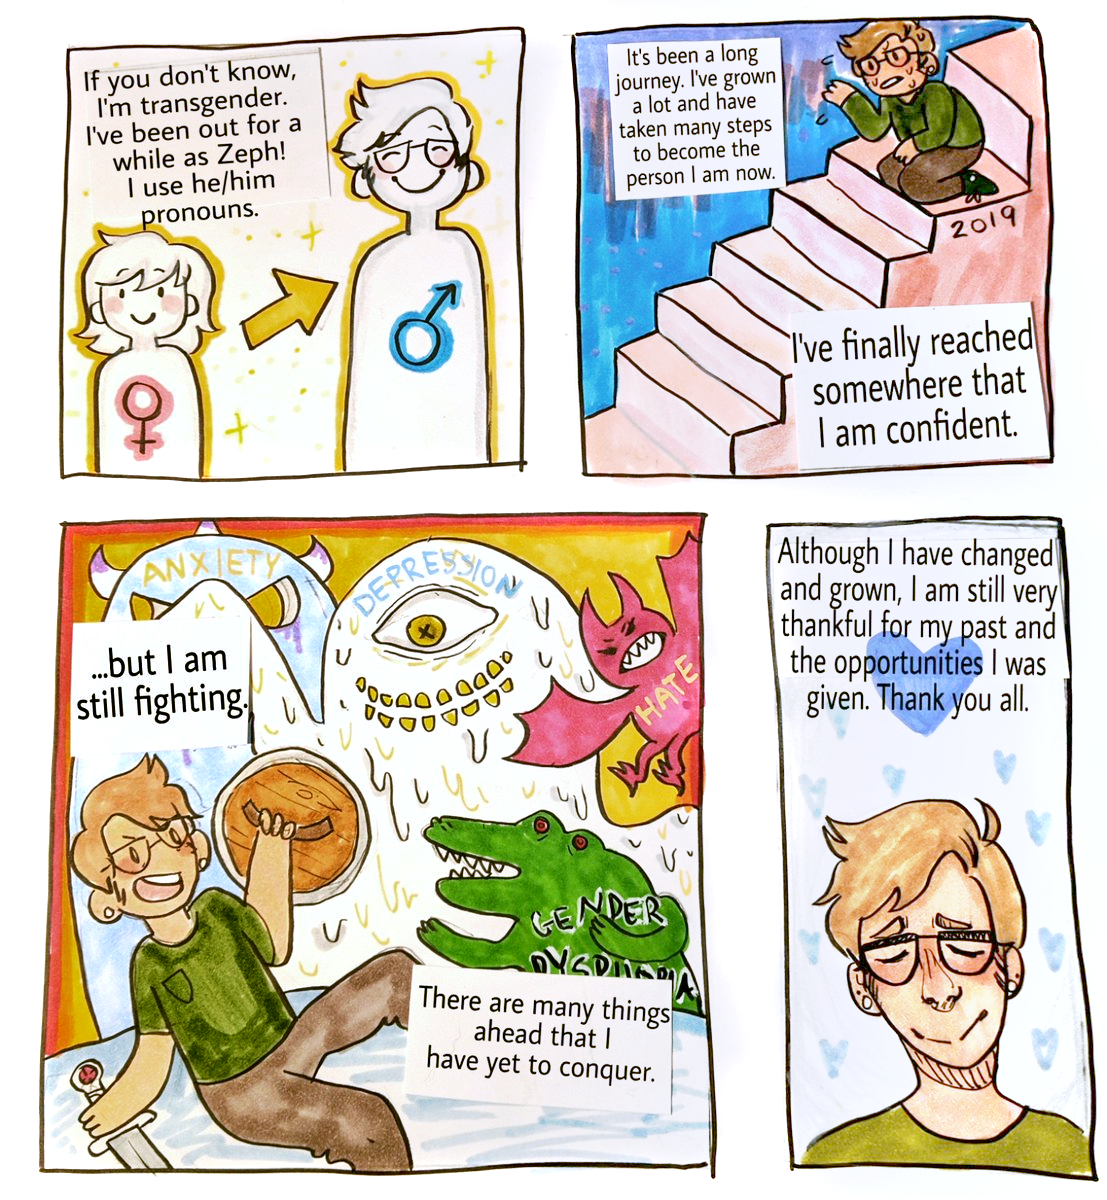 If you don't know,
I'm transgender.
I've been out for a
while as Zeph!
I use he/him
pronouns.
It's been a long
journey. I've grown
a lot and have
taken many steps
to become the
person I am now.
2019
I've finally reached
somewhere that
I am confident.
ANXIETY
DEPRESSION
HATE
...but I am
still fighting.
GENDER
DYSPHORIA
There are many things
ahead that I
have yet to conquer.
Although I have changed
and grown, I am still very
thankful for my past and
the opportunities I was
given. Thank you all.